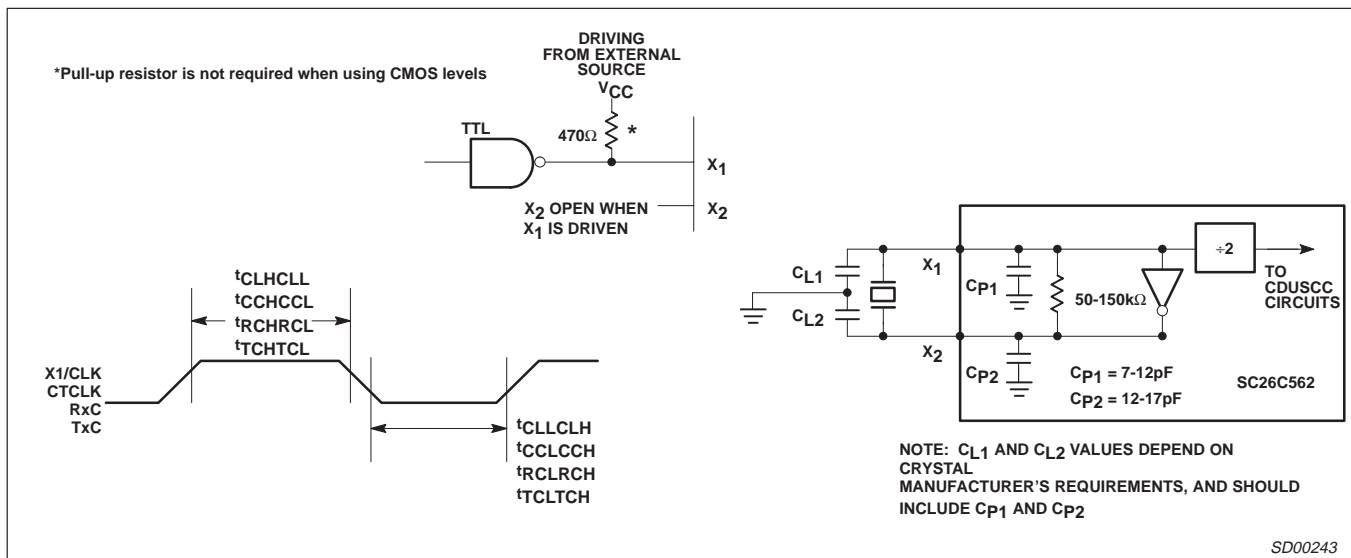 *Pull-up resistor is not required when using CMOS levels
DRIVING
FROM EXTERNAL
SOURCE
VCC
TTL
470Ω
*
X1
X2 OPEN WHEN
X1 IS DRIVEN
X2
tCLHCLL
tCCHCCL
tRCHRCL
tTCHTCL
X1/CLK
CTCLK
RxC
TxC
tCLLCLH
tCCLCCH
tRCLRCH
tTCLTCH
CL1
CL2
X1
X2
CP1
50-150kΩ
÷2
TO
CDUSCC
CIRCUITS
CP2
CP1 = 7-12pF
CP2 = 12-17pF
SC26C562
NOTE: CL1 AND CL2 VALUES DEPEND ON
CRYSTAL
MANUFACTURER'S REQUIREMENTS, AND SHOULD
INCLUDE CP1 AND CP2
SD00243